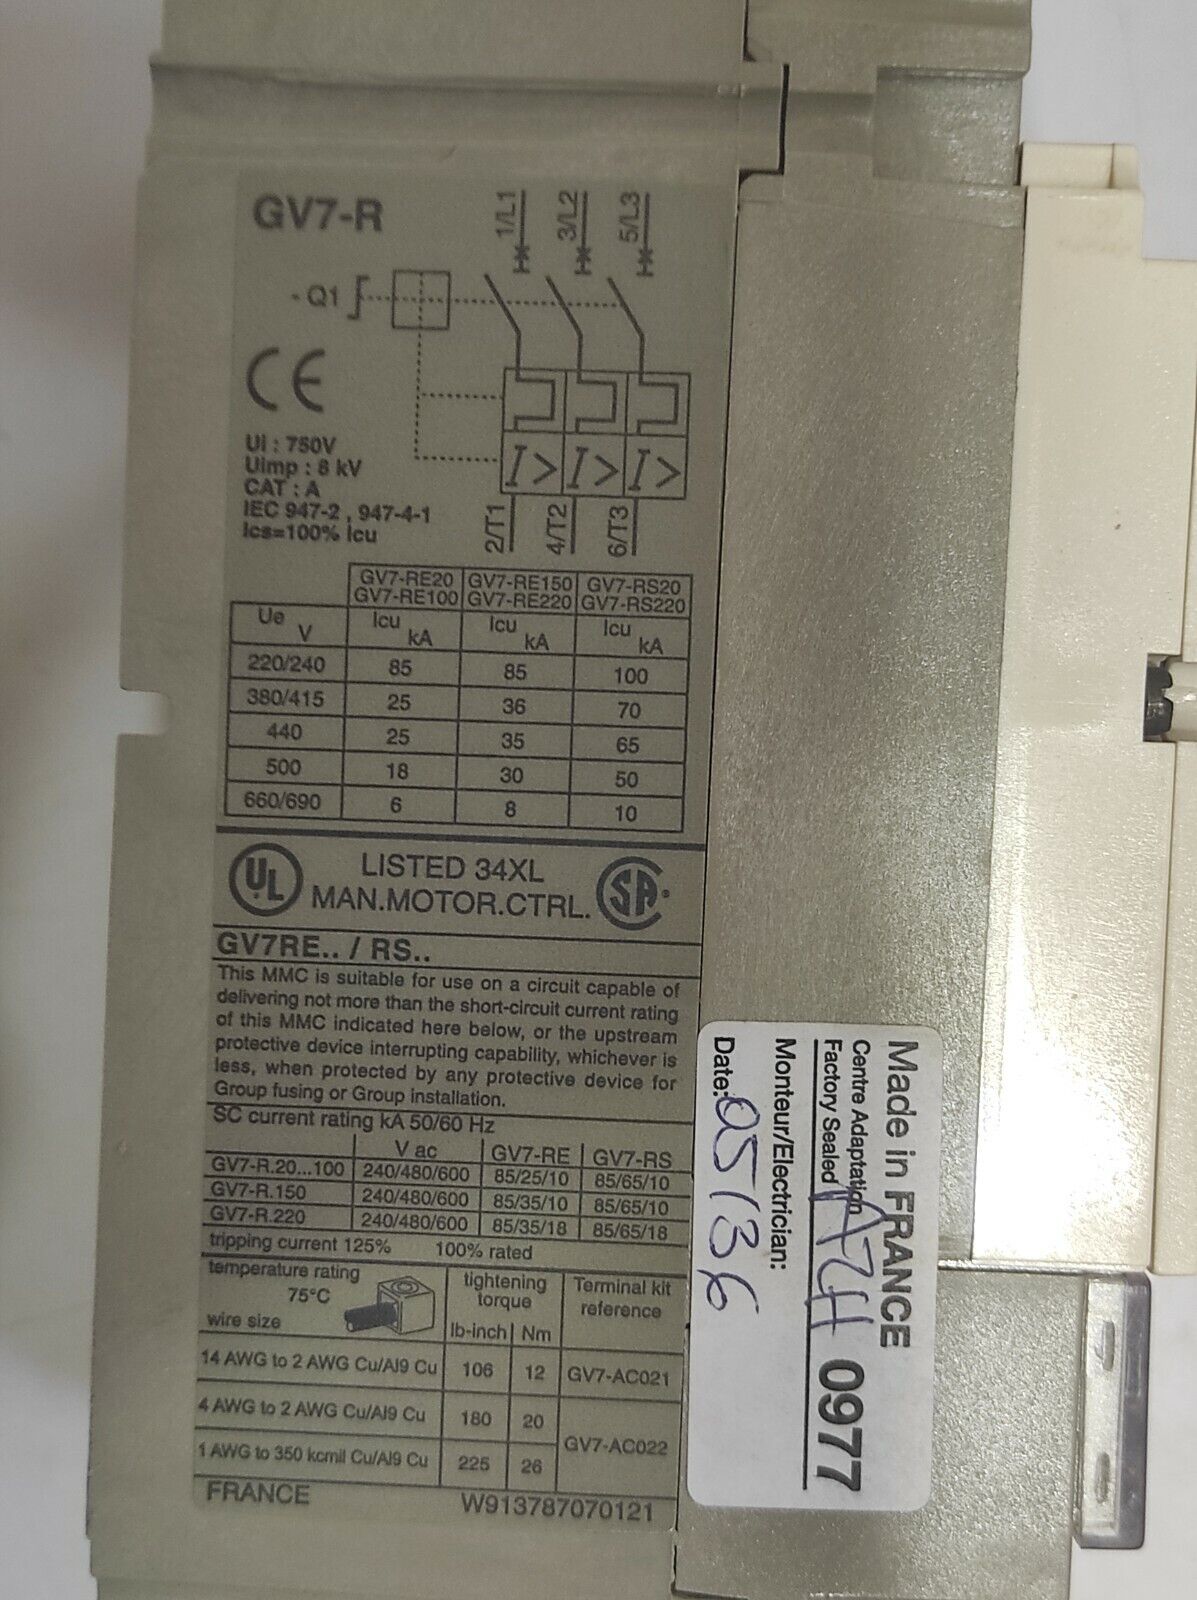 GV7-R
1/L1 3/L2 5/L3
- Q1
CE
UI : 750V
Uimp : 8 kV
CAT : A
IEC 947-2 , 947-4-1
Ics=100% Icu
I> I> I>
2/T1 4/T2 6/T3
GV7-RE20 GV7-RE150 GV7-RS20
GV7-RE100 GV7-RE220 GV7-RS220
Ue V Icu kA Icu kA Icu kA
220/240 85 85 100
380/415 25 36 70
440 25 35 65
500 18 30 50
660/690 6 8 10
UL LISTED 34XL SA
MAN.MOTOR.CTRL.
GV7RE.. / RS..
This MMC is suitable for use on a circuit capable of
delivering not more than the short-circuit current rating
of this MMC indicated here below, or the upstream
protective device interrupting capability, whichever is
less, when protected by any protective device for
Group fusing or Group installation.
SC current rating kA 50/60 Hz
V ac GV7-RE GV7-RS
GV7-R.20...100 240/480/600 85/25/10 85/65/10
GV7-R.150 240/480/600 85/35/10 85/65/10
GV7-R.220 240/480/600 85/35/18 85/65/18
tripping current 125% 100% rated
temperature rating
75°C
wire size
tightening
torque
lb-inch Nm
Terminal kit
reference
14 AWG to 2 AWG Cu/Al9 Cu 106 12 GV7-AC021
4 AWG to 2 AWG Cu/Al9 Cu 180 20
GV7-AC022
1 AWG to 350 kcmil Cu/Al9 Cu 225 26
FRANCE W913787070121
Made in FRANCE
Centre Adaptation
Factory Sealed 0977
Monteur/Electrician:
Date: